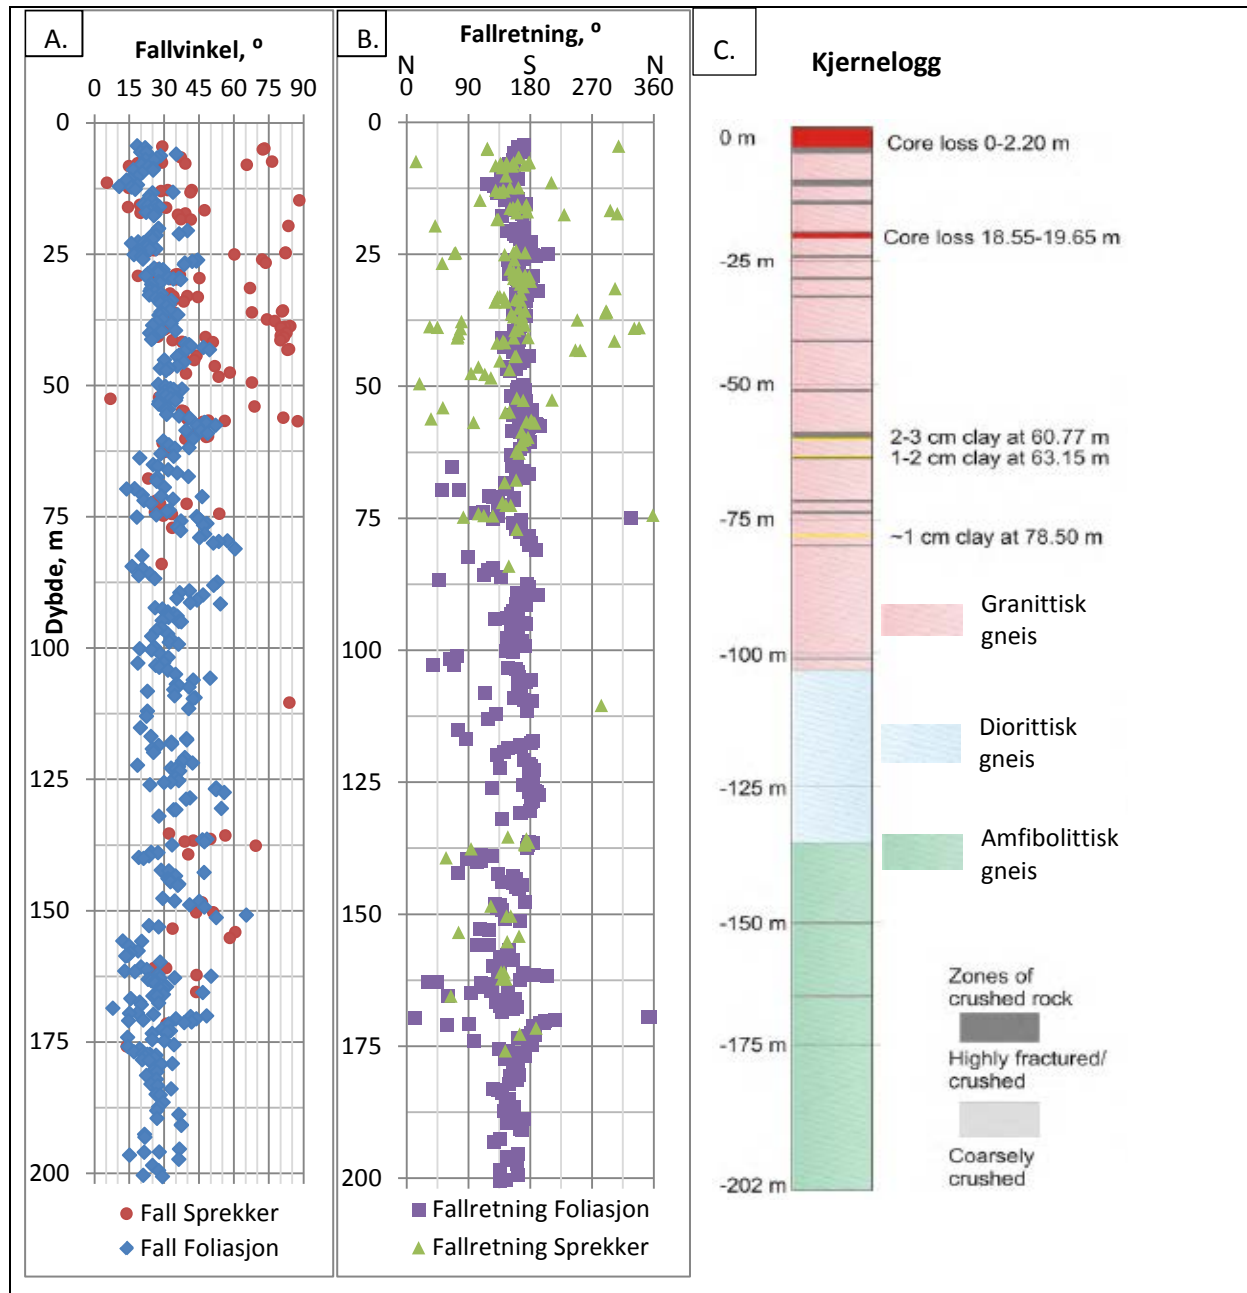 A.
Fallvinkel, º
0 15 30 45 60 75 90
0
25
50
75
100
125
150
175
200
Dybde, m
Fall Sprekker
Fall Foliasjon
B.
Fallretning, º
N S N
0 90 180 270 360
0
25
50
75
100
125
150
175
200
Fallretning Foliasjon
Fallretning Sprekker
C.
Kjernelogg
0 m
-25 m
-50 m
-75 m
-100 m
-125 m
-150 m
-175 m
-202 m
Core loss 0-2.20 m
Core loss 18.55-19.65 m
2-3 cm clay at 60.77 m
1-2 cm clay at 63.15 m
~1 cm clay at 78.50 m
Granittisk
gneis
Diorittisk
gneis
Amfibolittisk
gneis
Zones of
crushed rock
Highly fractured/
crushed
Coarsely
crushed